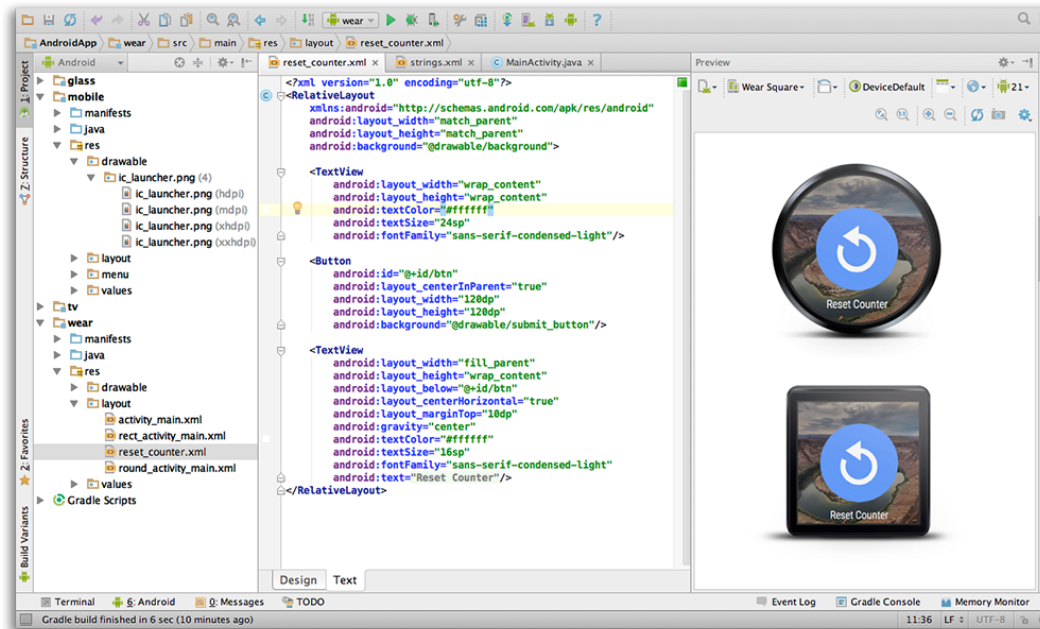 wear
AndroidApp wear src main res layout reset_counter.xml
Android
reset_counter.xml strings.xml MainActivity.java
Preview
1: Project
Z: Structure
2: Favorites
Build Variants
glass
mobile
manifests
java
res
drawable
ic_launcher.png (4)
ic_launcher.png (hdpi)
ic_launcher.png (mdpi)
ic_launcher.png (xhdpi)
ic_launcher.png (xxhdpi)
layout
menu
values
tv
wear
manifests
java
res
drawable
layout
activity_main.xml
rect_activity_main.xml
reset_counter.xml
round_activity_main.xml
values
Gradle Scripts
<?xml version="1.0" encoding="utf-8"?>
<RelativeLayout
xmlns:android="http://schemas.android.com/apk/res/android"
android:layout_width="match_parent"
android:layout_height="match_parent"
android:background="@drawable/background">
<TextView
android:layout_width="wrap_content"
android:layout_height="wrap_content"
android:textColor="#ffffff"
android:textSize="24sp"
android:fontFamily="sans-serif-condensed-light"/>
<Button
android:id="@+id/btn"
android:layout_centerInParent="true"
android:layout_width="120dp"
android:layout_height="120dp"
android:background="@drawable/submit_button"/>
<TextView
android:layout_width="fill_parent"
android:layout_height="wrap_content"
android:layout_below="@+id/btn"
android:layout_centerHorizontal="true"
android:layout_marginTop="10dp"
android:gravity="center"
android:textColor="#ffffff"
android:textSize="16sp"
android:fontFamily="sans-serif-condensed-light"
android:text="Reset Counter"/>
</RelativeLayout>
Design Text
Wear Square DeviceDefault 21
Reset Counter
Reset Counter
Terminal 6: Android 0: Messages TODO
Event Log Gradle Console Memory Monitor
Gradle build finished in 6 sec (10 minutes ago)
11:36 LF UTF-8